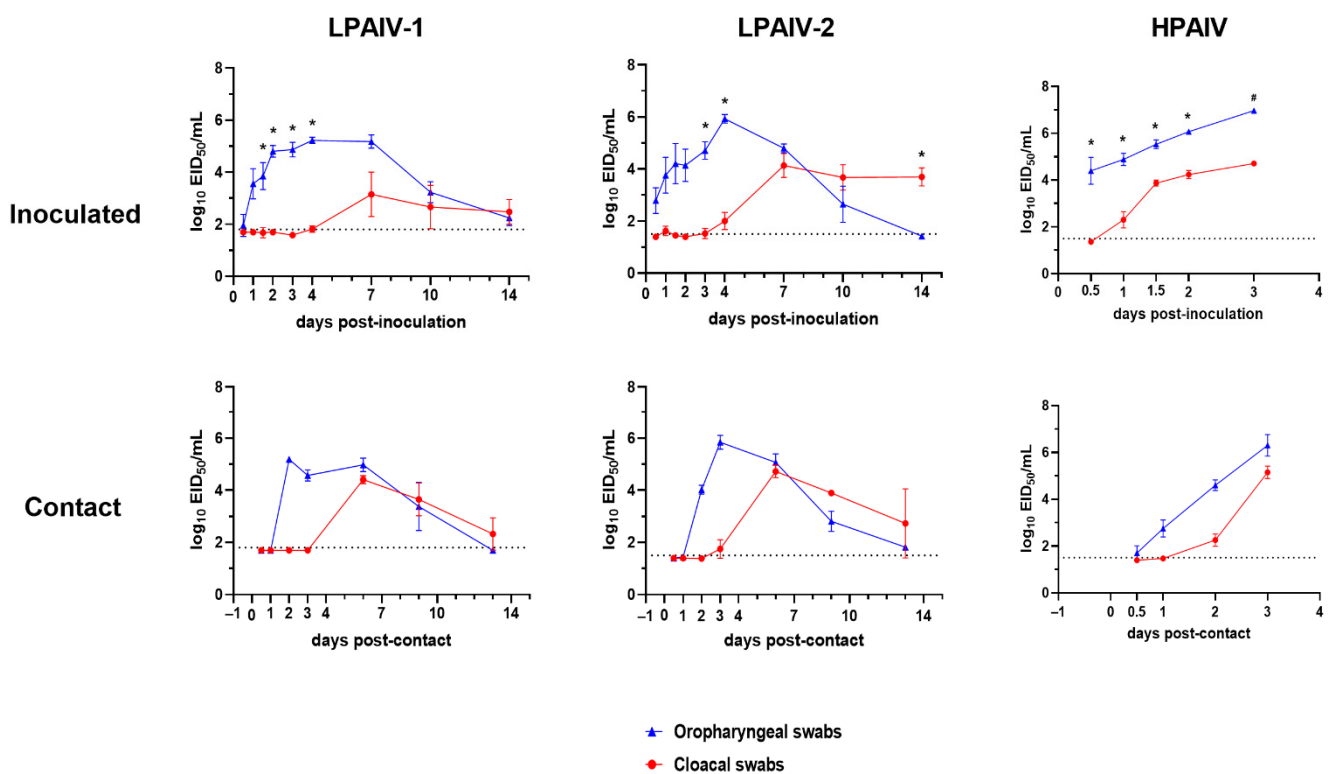 LPAIV-1 LPAIV-2 HPAIV
Inoculated
log10 EID50/mL
8
6
4
2
0
* * * *
0 1 2 3 4 7 10 14
days post-inoculation
log10 EID50/mL
8
6
4
2
0
* * *
0 1 2 3 4 7 10 14
days post-inoculation
log10 EID50/mL
8
6
4
2
0
* * * * #
0.5 1 1.5 2 3 4
days post-inoculation
Contact
log10 EID50/mL
8
6
4
2
0
–1 0 1 2 3 4 7 10 14
days post-contact
log10 EID50/mL
8
6
4
2
0
–1 0 1 2 3 4 7 10 14
days post-contact
log10 EID50/mL
8
6
4
2
0
–1 0 0.5 1 2 3 4
days post-contact
Oropharyngeal swabs
Cloacal swabs